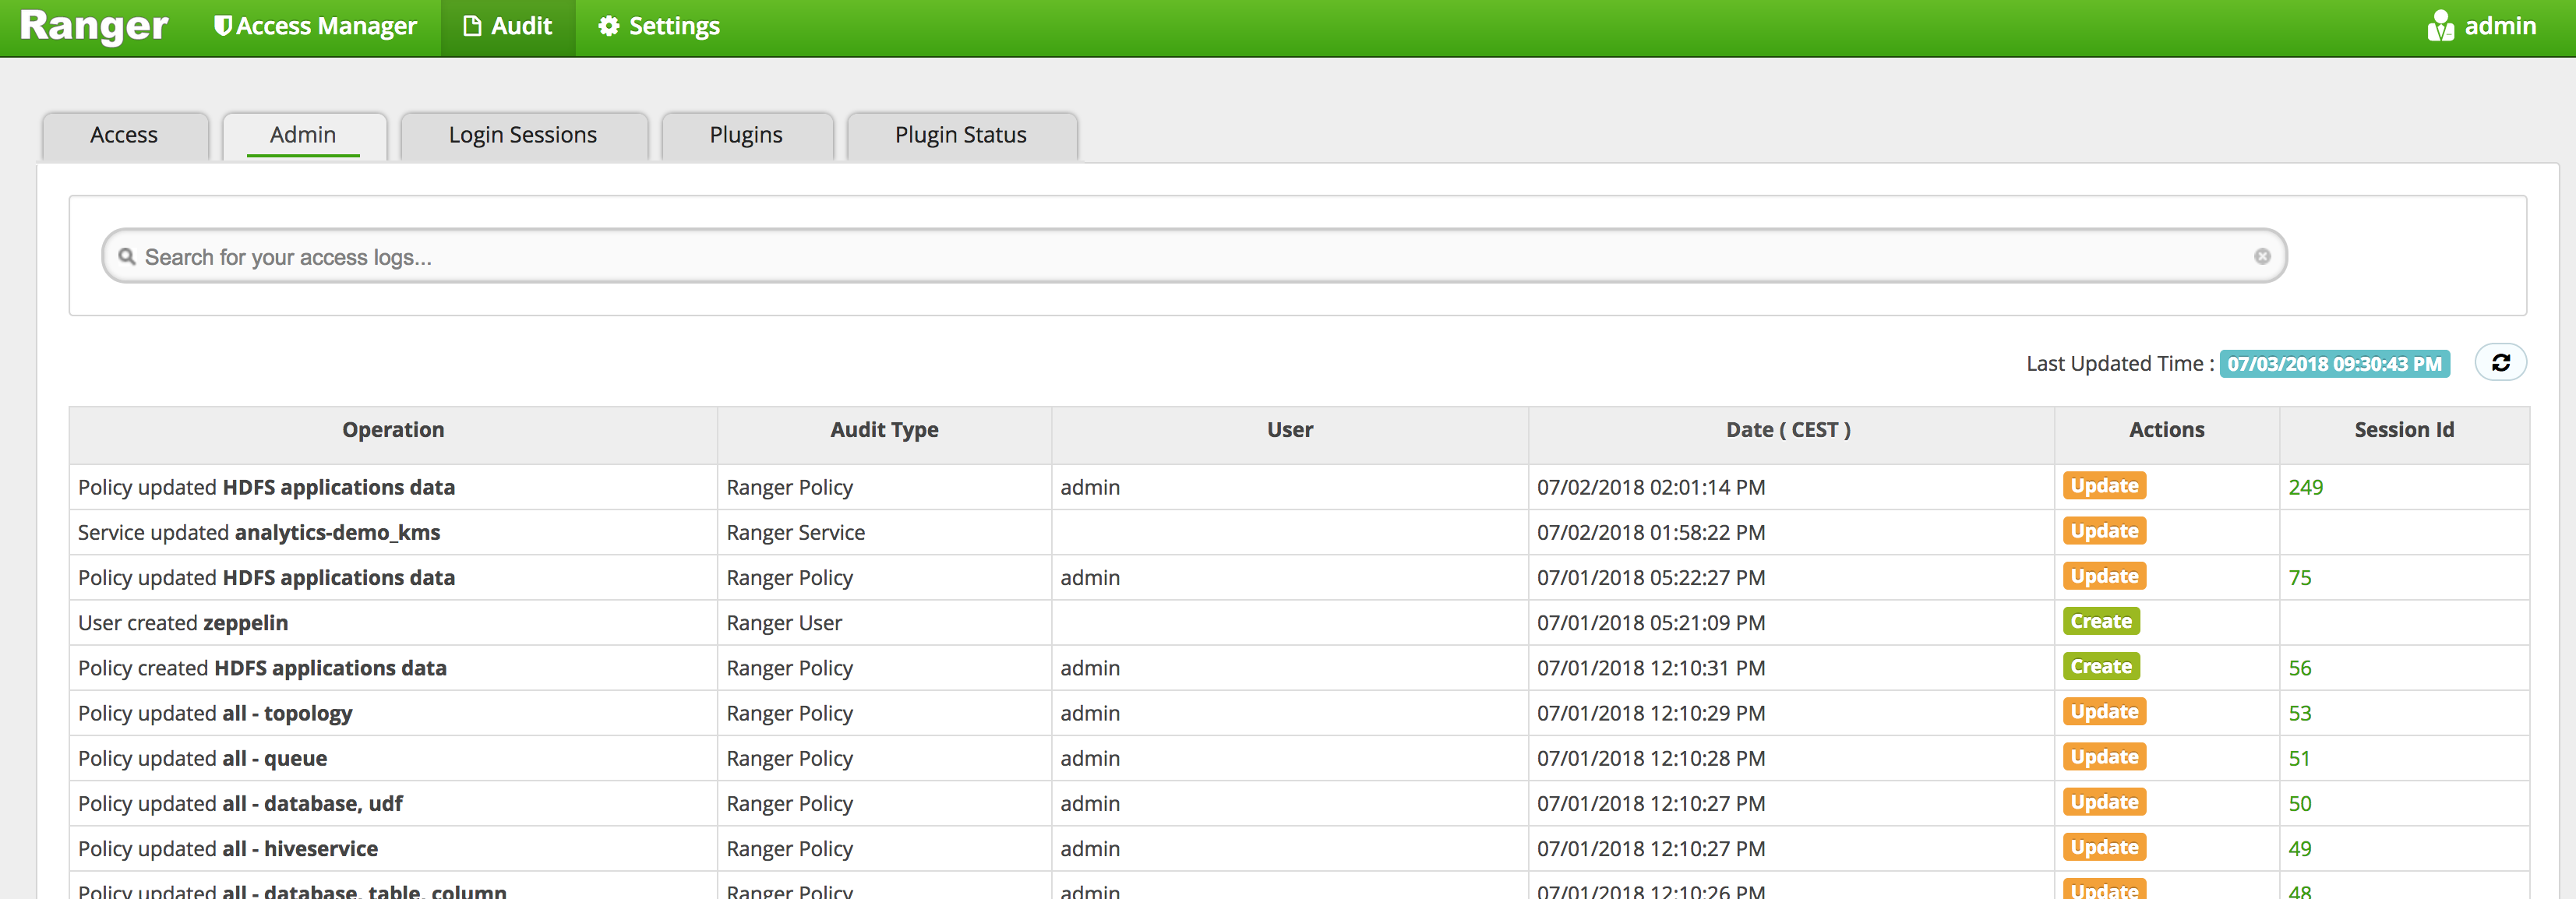 Ranger Access Manager Audit Settings admin
Access Admin Login Sessions Plugins Plugin Status
Search for your access logs...
Last Updated Time : 07/03/2018 09:30:43 PM
Operation Audit Type User Date ( CEST ) Actions Session Id
Policy updated HDFS applications data Ranger Policy admin 07/02/2018 02:01:14 PM Update 249
Service updated analytics-demo_kms Ranger Service 07/02/2018 01:58:22 PM Update
Policy updated HDFS applications data Ranger Policy admin 07/01/2018 05:22:27 PM Update 75
User created zeppelin Ranger User 07/01/2018 05:21:09 PM Create
Policy created HDFS applications data Ranger Policy admin 07/01/2018 12:10:31 PM Create 56
Policy updated all - topology Ranger Policy admin 07/01/2018 12:10:29 PM Update 53
Policy updated all - queue Ranger Policy admin 07/01/2018 12:10:28 PM Update 51
Policy updated all - database, udf Ranger Policy admin 07/01/2018 12:10:27 PM Update 50
Policy updated all - hiveservice Ranger Policy admin 07/01/2018 12:10:27 PM Update 49
Policy updated all - database, table, column Ranger Policy admin 07/01/2018 12:10:26 PM Update 48